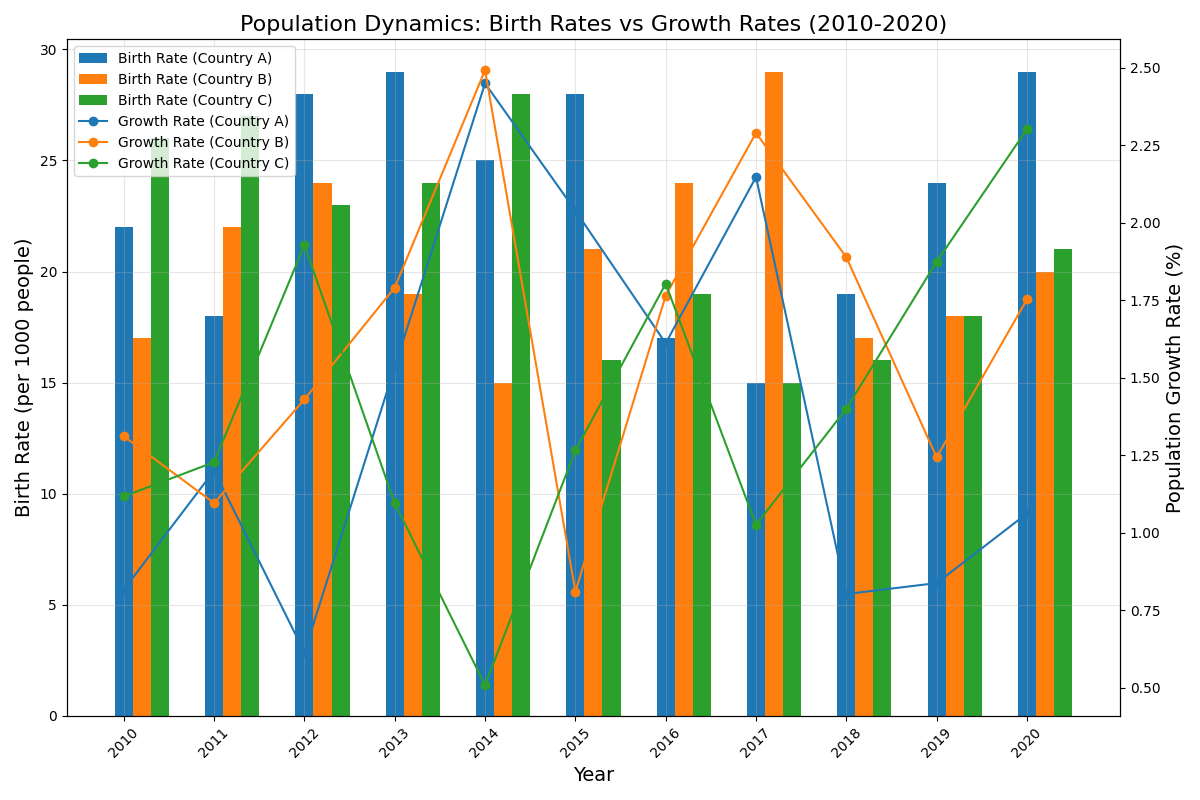 Population Dynamics: Birth Rates vs Growth Rates (2010-2020)
Birth Rate (Country A)
Birth Rate (Country B)
Birth Rate (Country C)
Growth Rate (Country A)
Growth Rate (Country B)
Growth Rate (Country C)
Birth Rate (per 1000 people)
30
25
20
15
10
5
0
2.50
2.25
2.00
1.75
1.50
1.25
1.00
0.75
0.50
Population Growth Rate (%)
2010 2011 2012 2013 2014 2015 2016 2017 2018 2019 2020
Year